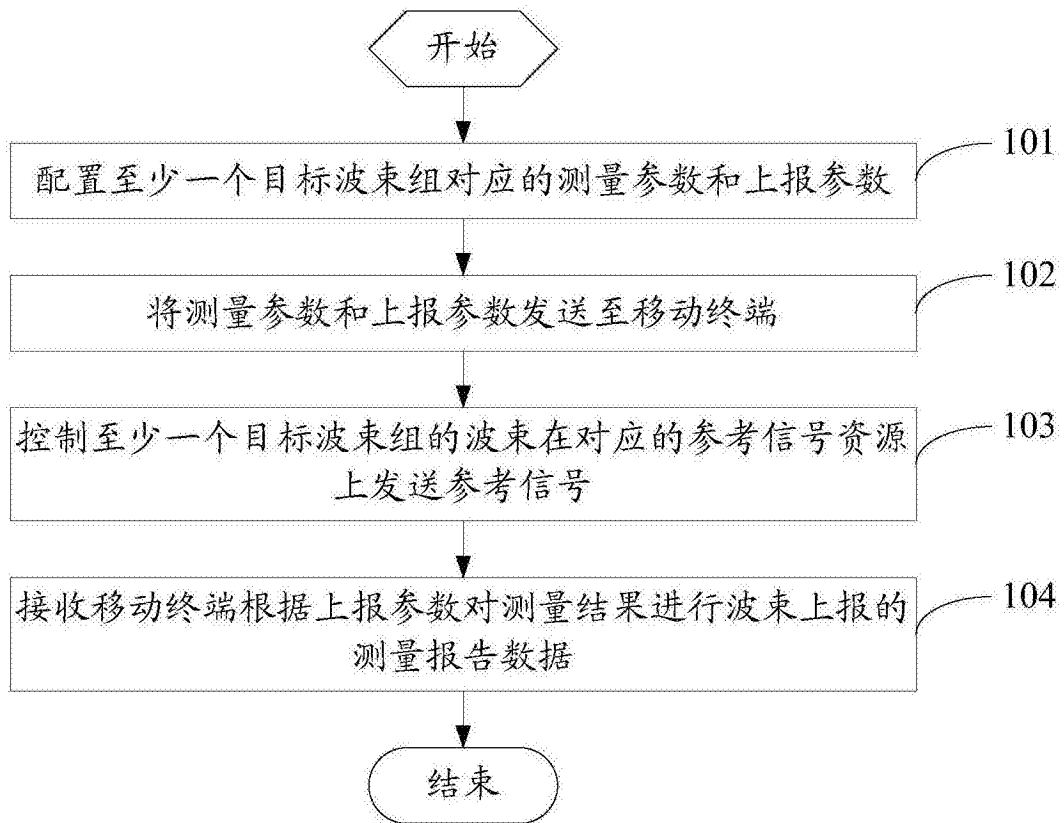 开始
配置至少一个目标波束组对应的测量参数和上报参数
101
将测量参数和上报参数发送至移动终端
102
控制至少一个目标波束组的波束在对应的参考信号资源
上发送参考信号
103
接收移动终端根据上报参数对测量结果进行波束上报的
测量报告数据
104
结束